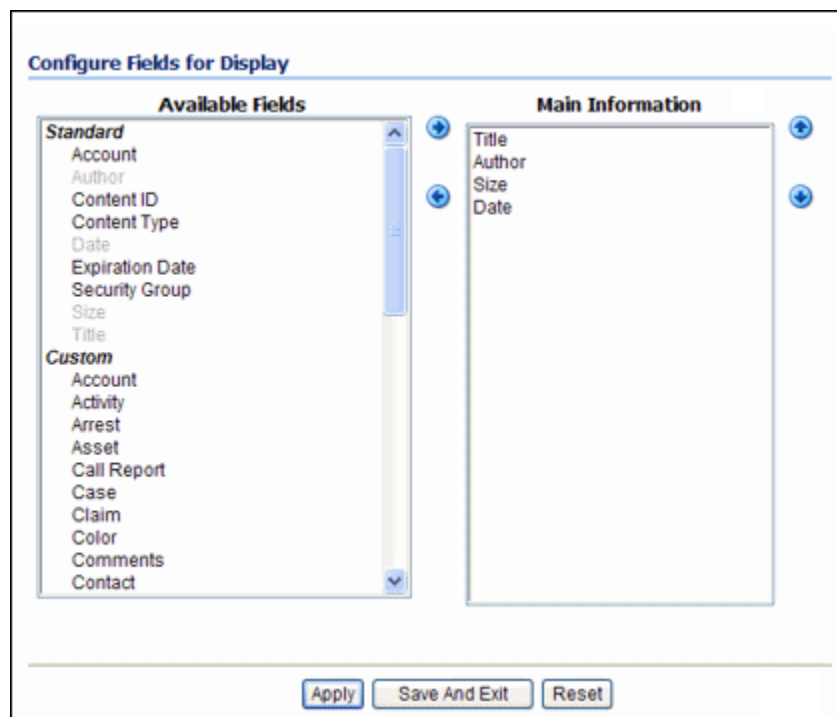 Configure Fields for Display
Available Fields
Standard
Account
Author
Content ID
Content Type
Date
Expiration Date
Security Group
Size
Title
Custom
Account
Activity
Arrest
Asset
Call Report
Case
Claim
Color
Comments
Contact
Main Information
Title
Author
Size
Date
Apply
Save And Exit
Reset